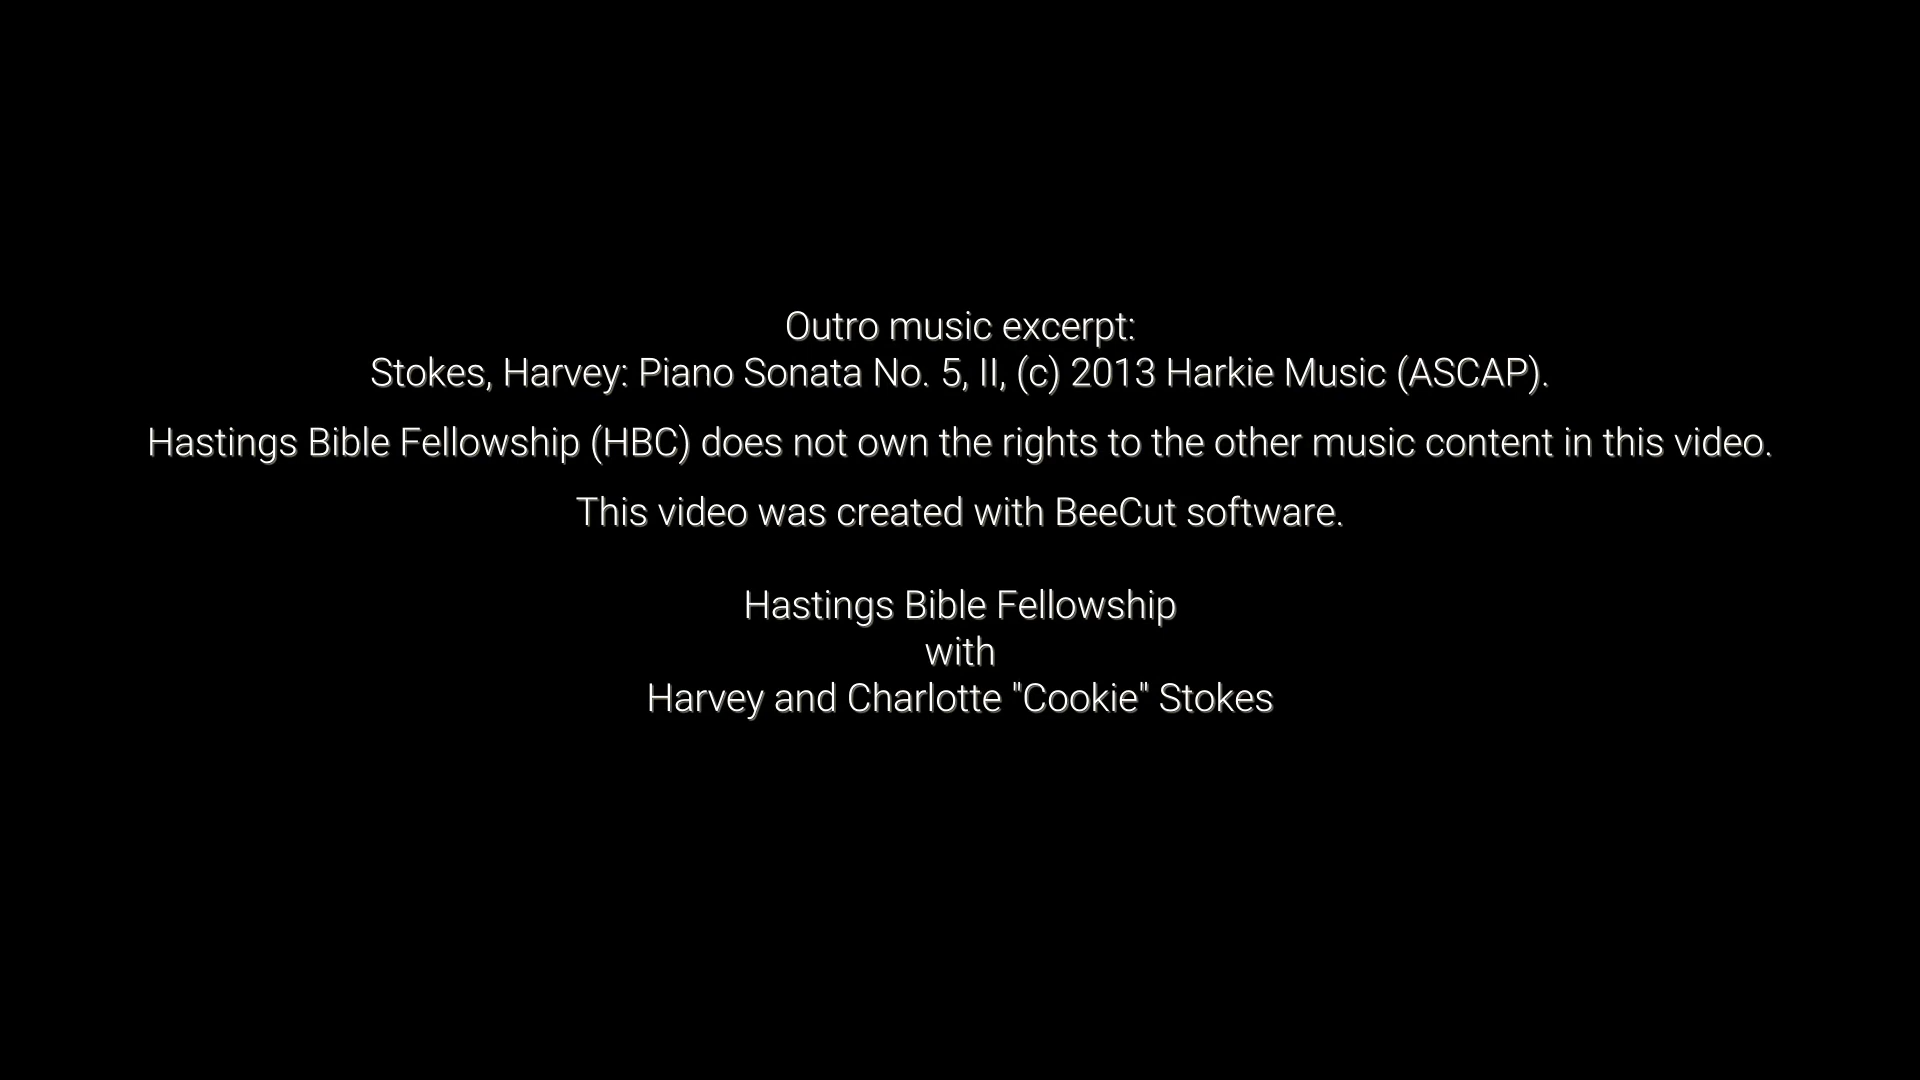 Outro music excerpt:
Stokes, Harvey: Piano Sonata No. 5, II, (c) 2013 Harkie Music (ASCAP).
Hastings Bible Fellowship (HBC) does not own the rights to the other music content in this video.
This video was created with BeeCut software.
Hastings Bible Fellowship
with
Harvey and Charlotte "Cookie" Stokes